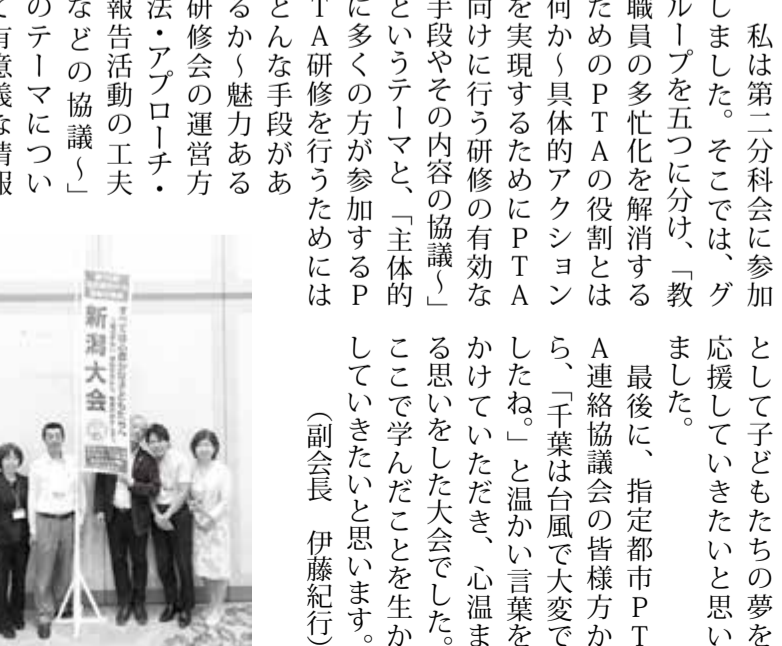 私は第二分科会に参加
しました。そこでは、グ
ループを五つに分け、「教
職員の多忙化を解消する
ためのPTAの役割とは
何か～具体的アクション
を実現するためにPTA
向けに行う研修の有効な
手段やその内容の協議～」
というテーマと、「主体的
に多くの方が参加するP
TA研修を行うためには
どんな手段があ
るか～魅力ある
研修会の運営方
法・アプローチ・
報告活動の工夫
などの協議～」
のテーマについ
て有意義な情報
として子どもたちの夢を
応援していきたいと思い
ました。
最後に、指定都市PT
A連絡協議会の皆様方か
ら、「千葉は台風で大変で
したね。」と温かい言葉を
かけていただき、心温ま
る思いをした大会でした。
ここで学んだことを生か
していきたいと思います。
（副会長　伊藤紀行）
新潟大会